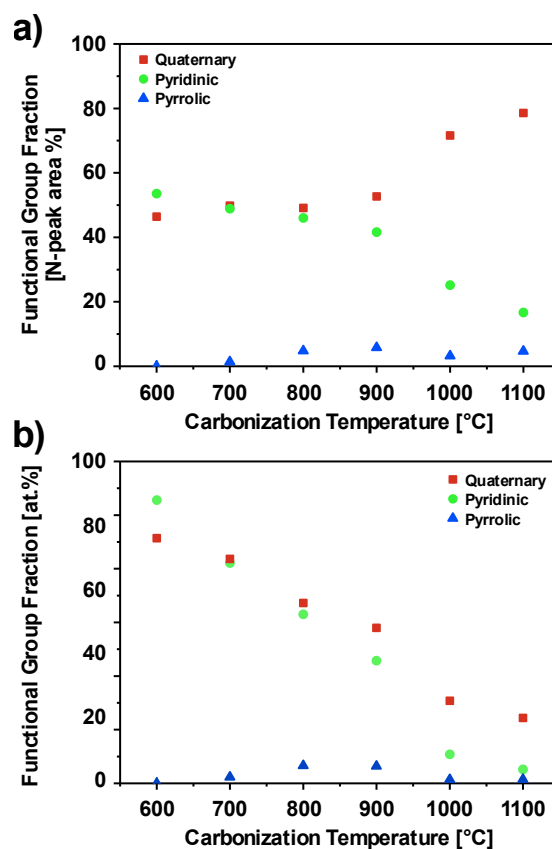 a)
Functional Group Fraction
[N-peak area %]
100
80
60
40
20
0
Quaternary
Pyridinic
Pyrrolic
600 700 800 900 1000 1100
Carbonization Temperature [°C]
b)
Functional Group Fraction [at.%]
100
80
60
40
20
0
Quaternary
Pyridinic
Pyrrolic
600 700 800 900 1000 1100
Carbonization Temperature [°C]